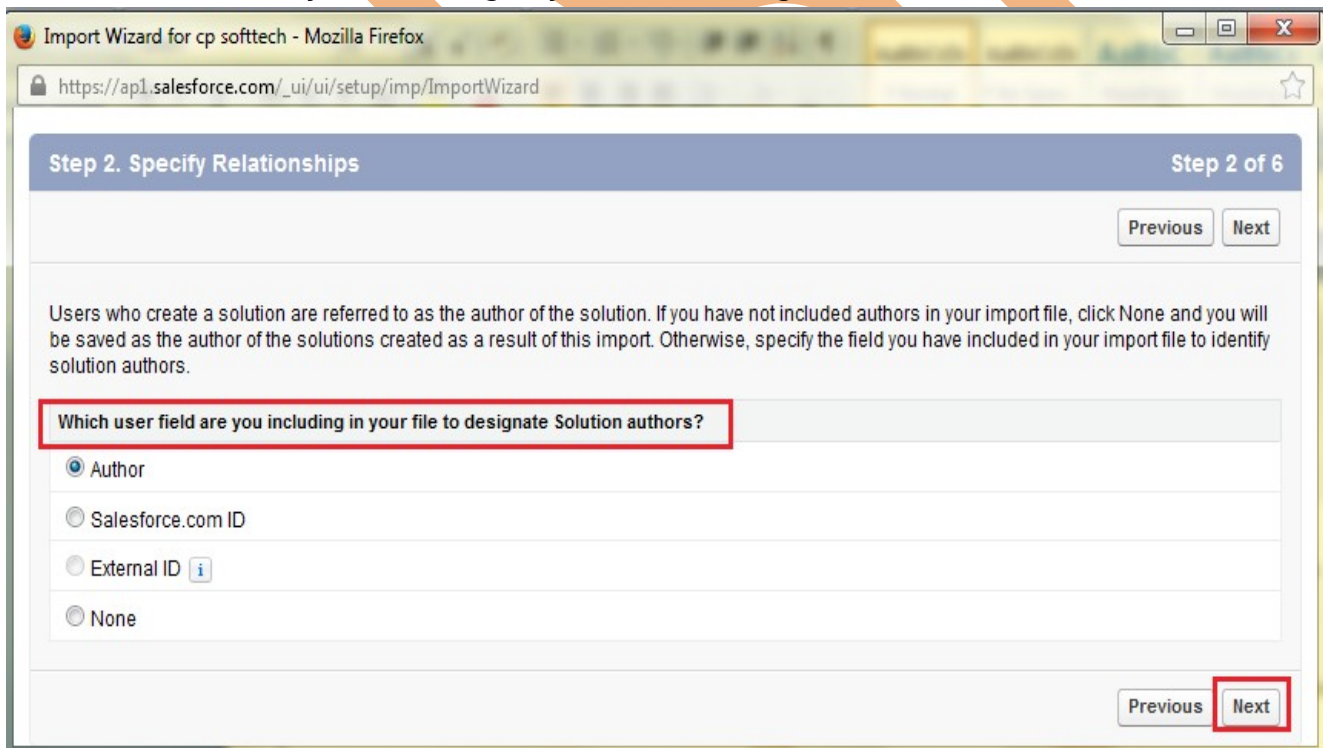 Import Wizard for cp softtech - Mozilla Firefox
X
https://ap1.salesforce.com/_ui/ui/setup/imp/ImportWizard
Step 2. Specify Relationships Step 2 of 6
Previous Next
Users who create a solution are referred to as the author of the solution. If you have not included authors in your import file, click None and you will
be saved as the author of the solutions created as a result of this import. Otherwise, specify the field you have included in your import file to identify
solution authors.
Which user field are you including in your file to designate Solution authors?
Author
Salesforce.com ID
External ID i
None
Previous Next